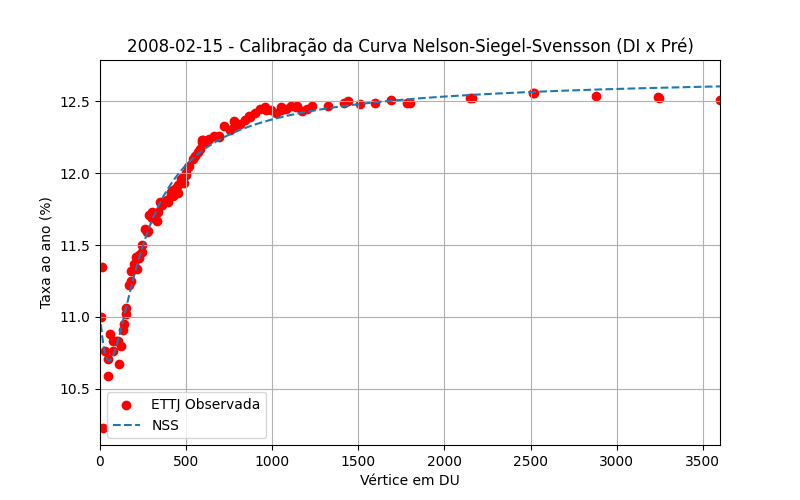 2008-02-15 - Calibração da Curva Nelson-Siegel-Svensson (DI x Pré)
Taxa ao ano (%)
12.5
12.0
11.5
11.0
10.5
ETTJ Observada
NSS
0 500 1000 1500 2000 2500 3000 3500
Vértice em DU